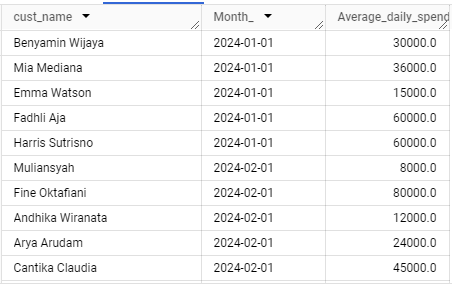 cust_name Month_ Average_daily_spend
Benyamin Wijaya 2024-01-01 30000.0
Mia Mediana 2024-01-01 36000.0
Emma Watson 2024-01-01 15000.0
Fadhli Aja 2024-01-01 60000.0
Harris Sutrisno 2024-01-01 60000.0
Muliansyah 2024-02-01 8000.0
Fine Oktafiani 2024-02-01 80000.0
Andhika Wiranata 2024-02-01 12000.0
Arya Arudam 2024-02-01 24000.0
Cantika Claudia 2024-02-01 45000.0